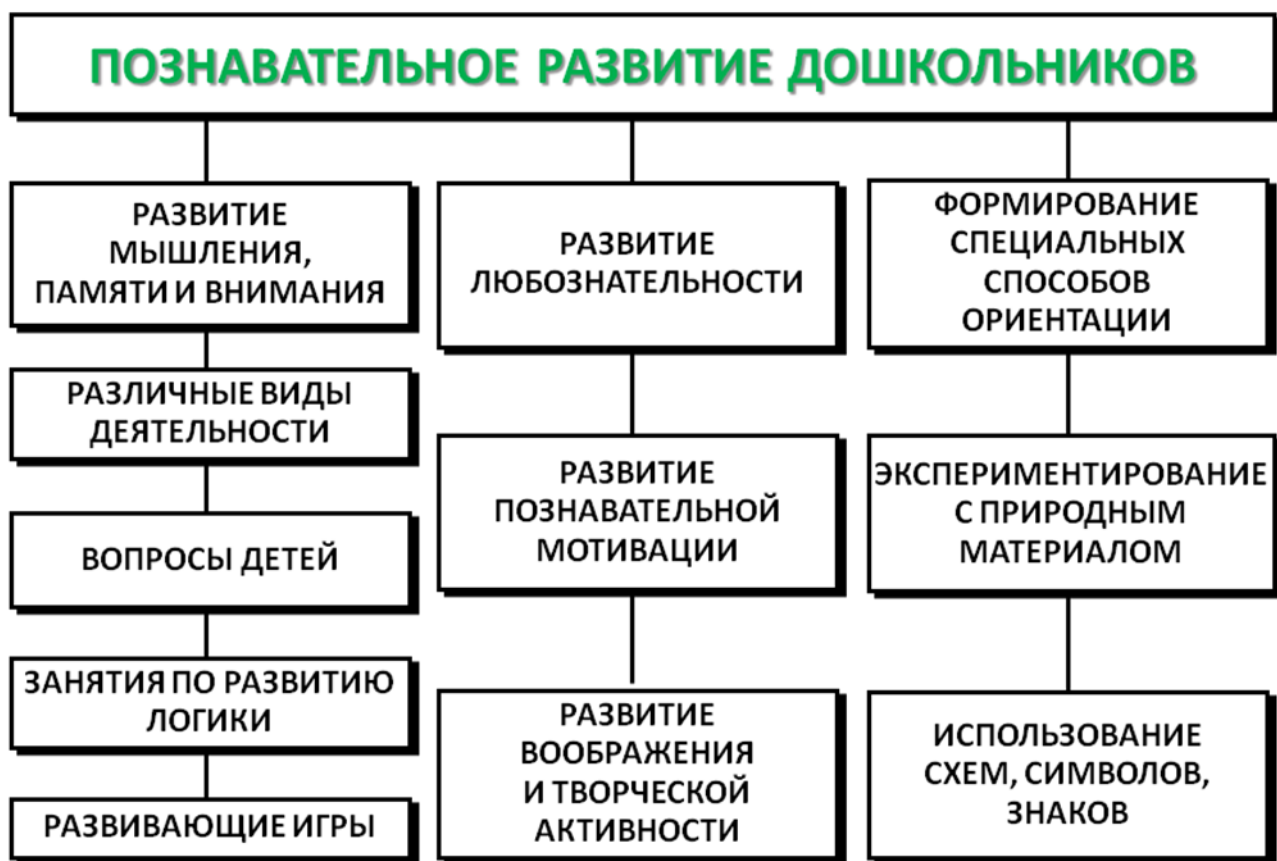 ПОЗНАВАТЕЛЬНОЕ РАЗВИТИЕ ДОШКОЛЬНИКОВ
РАЗВИТИЕ
МЫШЛЕНИЯ,
ПАМЯТИ И ВНИМАНИЯ
РАЗЛИЧНЫЕ ВИДЫ
ДЕЯТЕЛЬНОСТИ
ВОПРОСЫ ДЕТЕЙ
ЗАНЯТИЯ ПО РАЗВИТИЮ
ЛОГИКИ
РАЗВИВАЮЩИЕ ИГРЫ
РАЗВИТИЕ
ЛЮБОЗНАТЕЛЬНОСТИ
РАЗВИТИЕ
ПОЗНАВАТЕЛЬНОЙ
МОТИВАЦИИ
РАЗВИТИЕ
ВООБРАЖЕНИЯ
И ТВОРЧЕСКОЙ
АКТИВНОСТИ
ФОРМИРОВАНИЕ
СПЕЦИАЛЬНЫХ
СПОСОБОВ
ОРИЕНТАЦИИ
ЭКСПЕРИМЕНТИРОВАНИЕ
С ПРИРОДНЫМ
МАТЕРИАЛОМ
ИСПОЛЬЗОВАНИЕ
СХЕМ, СИМВОЛОВ,
ЗНАКОВ